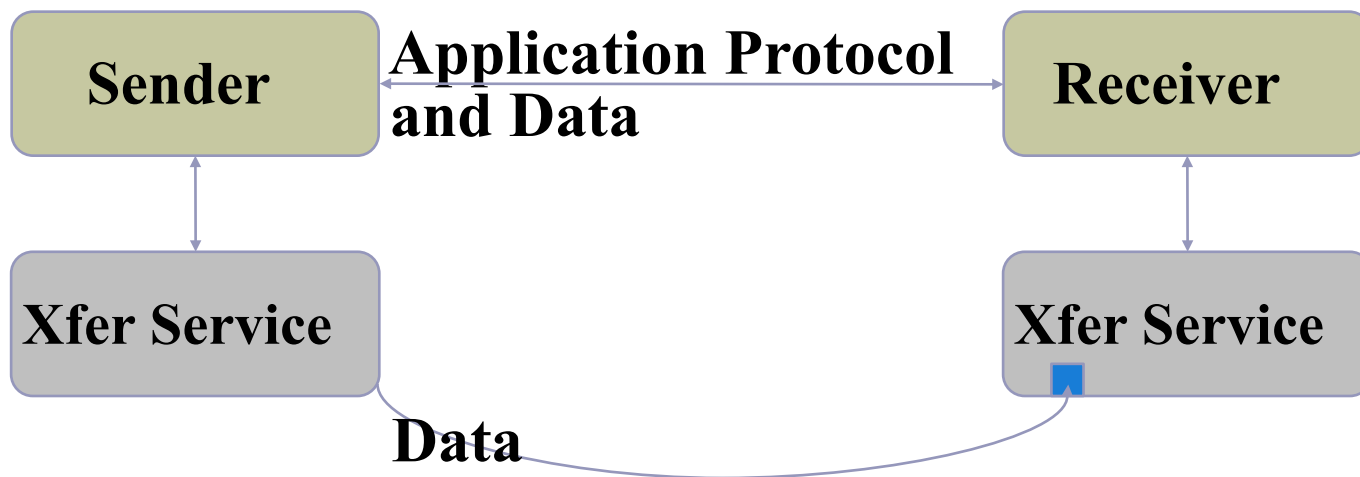 Sender
Application Protocol
and Data
Receiver
Xfer Service
Xfer Service
Data